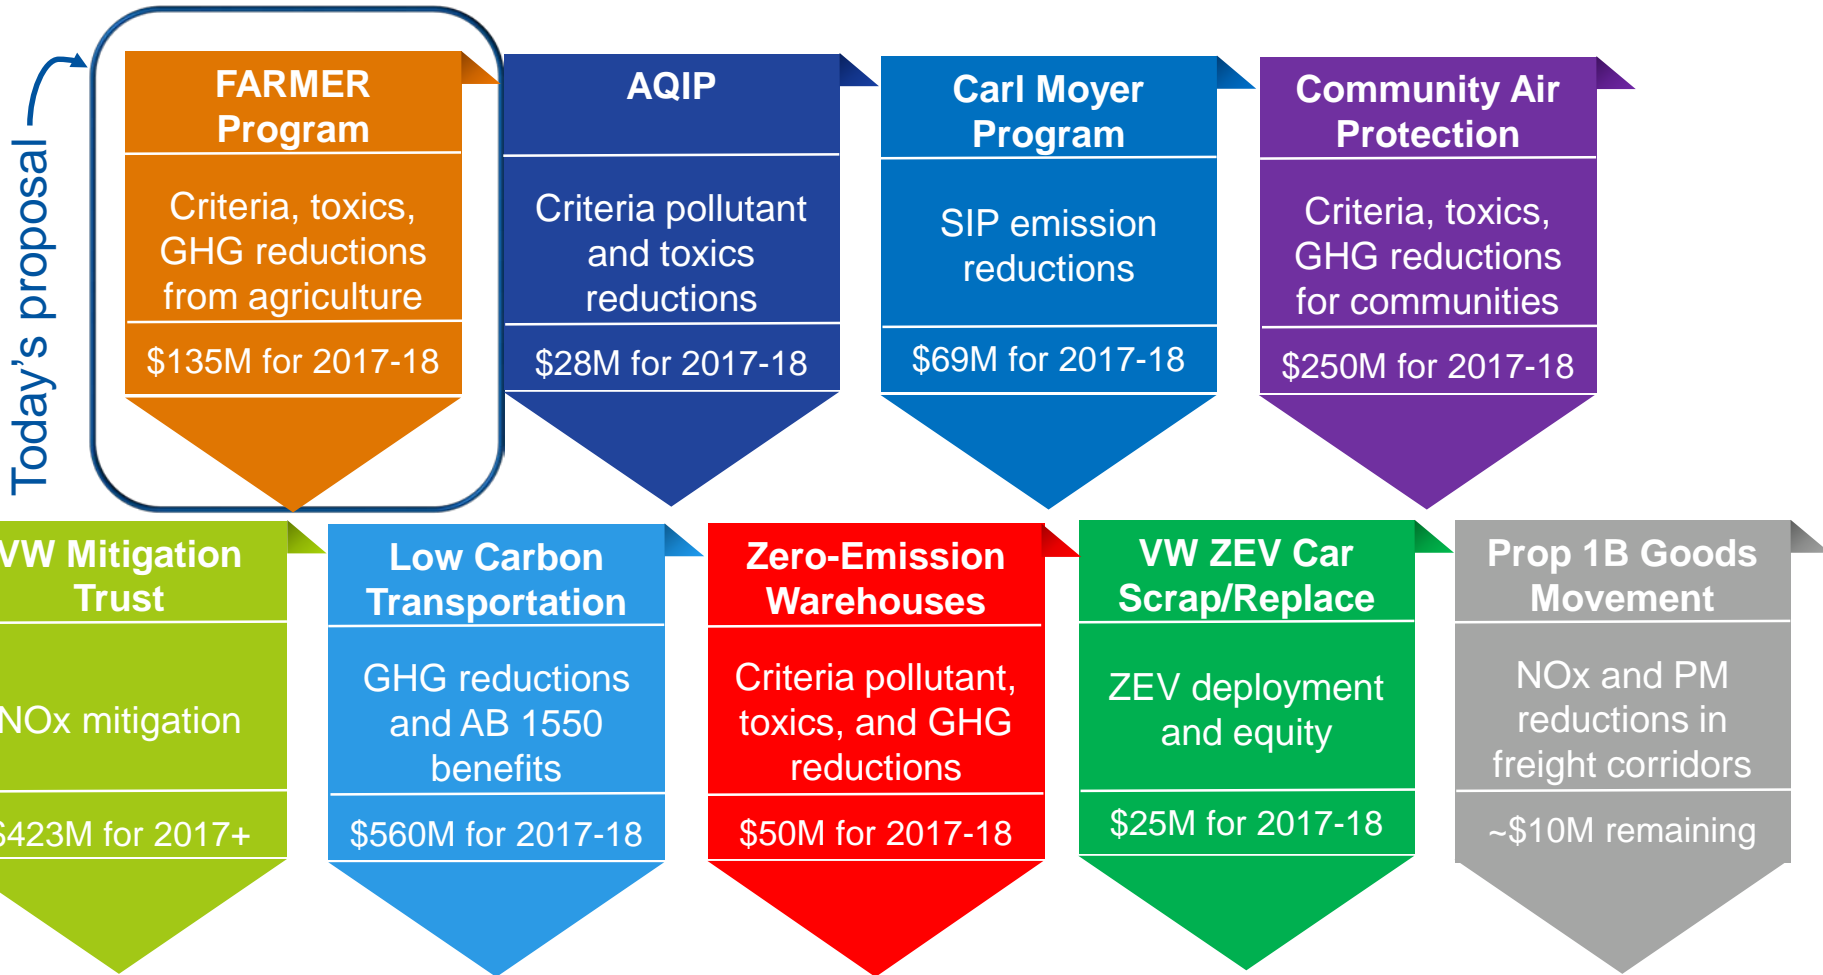 Today's proposal
FARMER
Program
Criteria, toxics,
GHG reductions
from agriculture
$135M for 2017-18
AQIP
Criteria pollutant
and toxics
reductions
$28M for 2017-18
Carl Moyer
Program
SIP emission
reductions
$69M for 2017-18
Community Air
Protection
Criteria, toxics,
GHG reductions
for communities
$250M for 2017-18
VW Mitigation
Trust
NOx mitigation
$423M for 2017+
Low Carbon
Transportation
GHG reductions
and AB 1550
benefits
$560M for 2017-18
Zero-Emission
Warehouses
Criteria pollutant,
toxics, and GHG
reductions
$50M for 2017-18
VW ZEV Car
Scrap/Replace
ZEV deployment
and equity
$25M for 2017-18
Prop 1B Goods
Movement
NOx and PM
reductions in
freight corridors
~$10M remaining